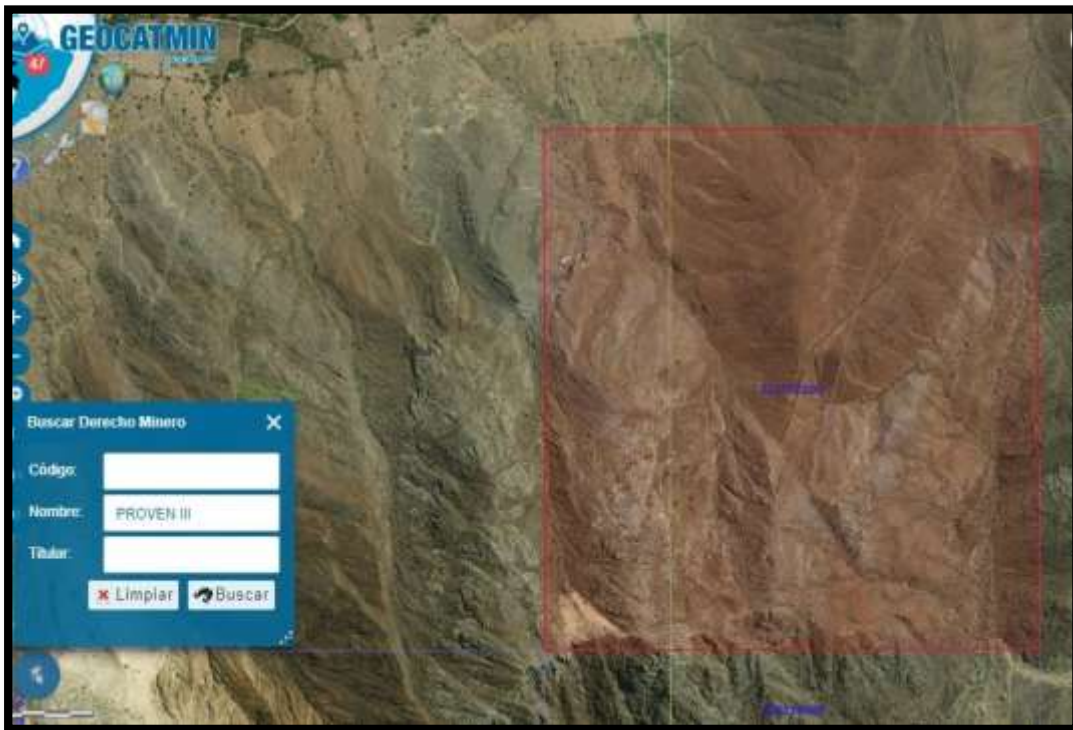 GEOCATMIN
47
?
Buscar Derecho Minero
Código:
Nombre: PROVEN III
Titular:
Limpiar Buscar